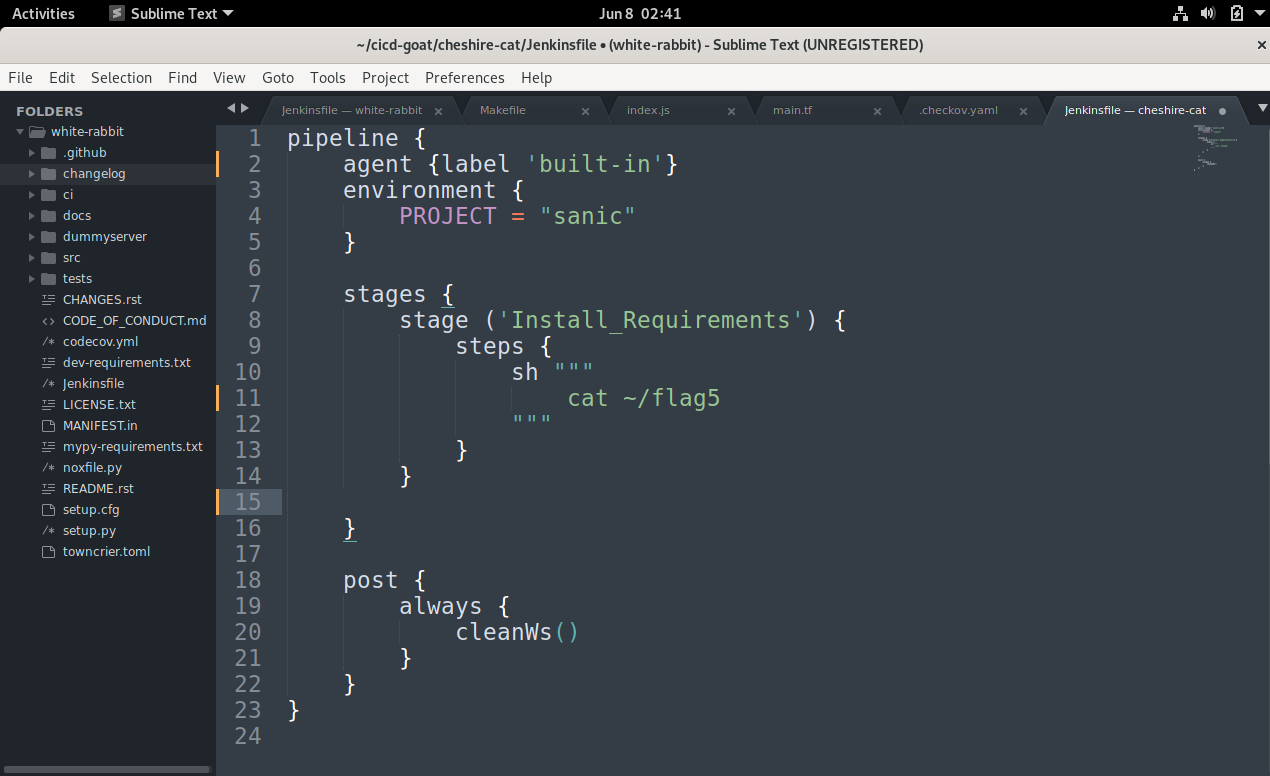 Activities Sublime Text Jun 8 02:41
~/cicd-goat/cheshire-cat/Jenkinsfile • (white-rabbit) - Sublime Text (UNREGISTERED) ×
File Edit Selection Find View Goto Tools Project Preferences Help
FOLDERS
white-rabbit
.github
changelog
ci
docs
dummyserver
src
tests
CHANGES.rst
<> CODE_OF_CONDUCT.md
/* codecov.yml
dev-requirements.txt
/* Jenkinsfile
LICENSE.txt
MANIFEST.in
mypy-requirements.txt
/* noxfile.py
README.rst
setup.cfg
/* setup.py
towncrier.toml
Jenkinsfile — white-rabbit × Makefile × index.js × main.tf × .checkov.yaml × Jenkinsfile — cheshire-cat •
1 pipeline {
2     agent {label 'built-in'}
3     environment {
4         PROJECT = "sanic"
5     }
6
7     stages {
8         stage ('Install_Requirements') {
9             steps {
10                 sh """
11                     cat ~/flag5
12                 """
13             }
14         }
15
16     }
17
18     post {
19         always {
20             cleanWs()
21         }
22     }
23 }
24